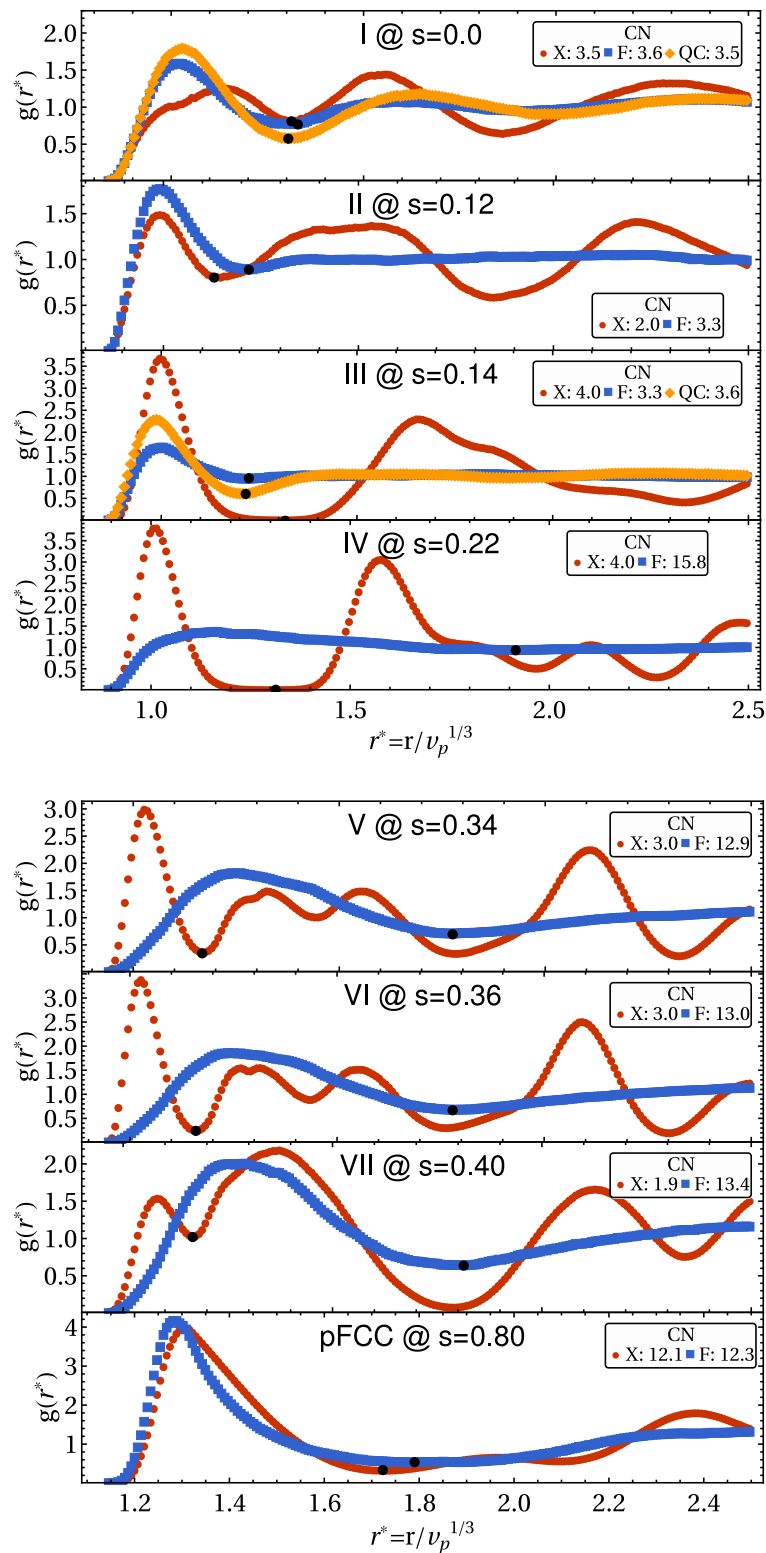 I @ s=0.0
CN
X: 3.5 F: 3.6 QC: 3.5
g(r*)
2.0
1.5
1.0
0.5
II @ s=0.12
CN
X: 2.0 F: 3.3
g(r*)
1.5
1.0
0.5
III @ s=0.14
CN
X: 4.0 F: 3.3 QC: 3.6
g(r*)
3.5
3.0
2.5
2.0
1.5
1.0
0.5
IV @ s=0.22
CN
X: 4.0 F: 15.8
g(r*)
3.5
3.0
2.5
2.0
1.5
1.0
0.5
1.0 1.5 2.0 2.5
r*=r/v_p^1/3
V @ s=0.34
CN
X: 3.0 F: 12.9
g(r*)
3.0
2.5
2.0
1.5
1.0
0.5
VI @ s=0.36
CN
X: 3.0 F: 13.0
g(r*)
3.0
2.5
2.0
1.5
1.0
0.5
VII @ s=0.40
CN
X: 1.9 F: 13.4
g(r*)
2.0
1.5
1.0
0.5
pFCC @ s=0.80
CN
X: 12.1 F: 12.3
g(r*)
4
3
2
1
1.2 1.4 1.6 1.8 2.0 2.2 2.4
r*=r/v_p^1/3